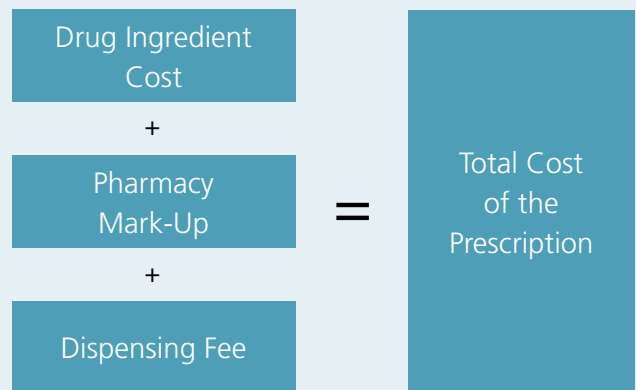 Drug Ingredient
Cost
+
Pharmacy
Mark-Up
+
Dispensing Fee
=
Total Cost
of the
Prescription